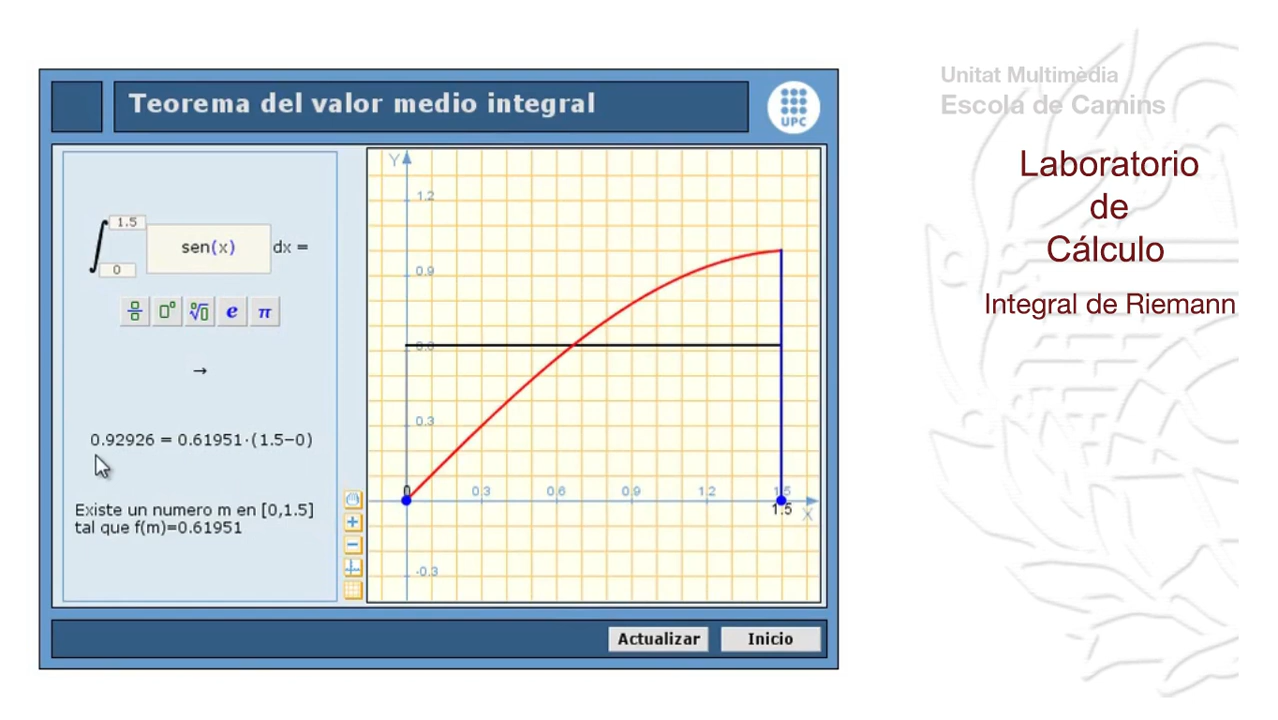 Teorema del valor medio integral
UPC
1.5
sen(x)
dx =
0
e
π
→
0.92926 = 0.61951·(1.5−0)
Existe un numero m en [0,1.5]
tal que f(m)=0.61951
Y
1.2
0.9
0.3
0
0.3
0.6
0.9
1.2
1.5
1.5
X
-0.3
Actualizar
Inicio
Unitat Multimèdia
Escola de Camins
Laboratorio
de
Cálculo
Integral de Riemann